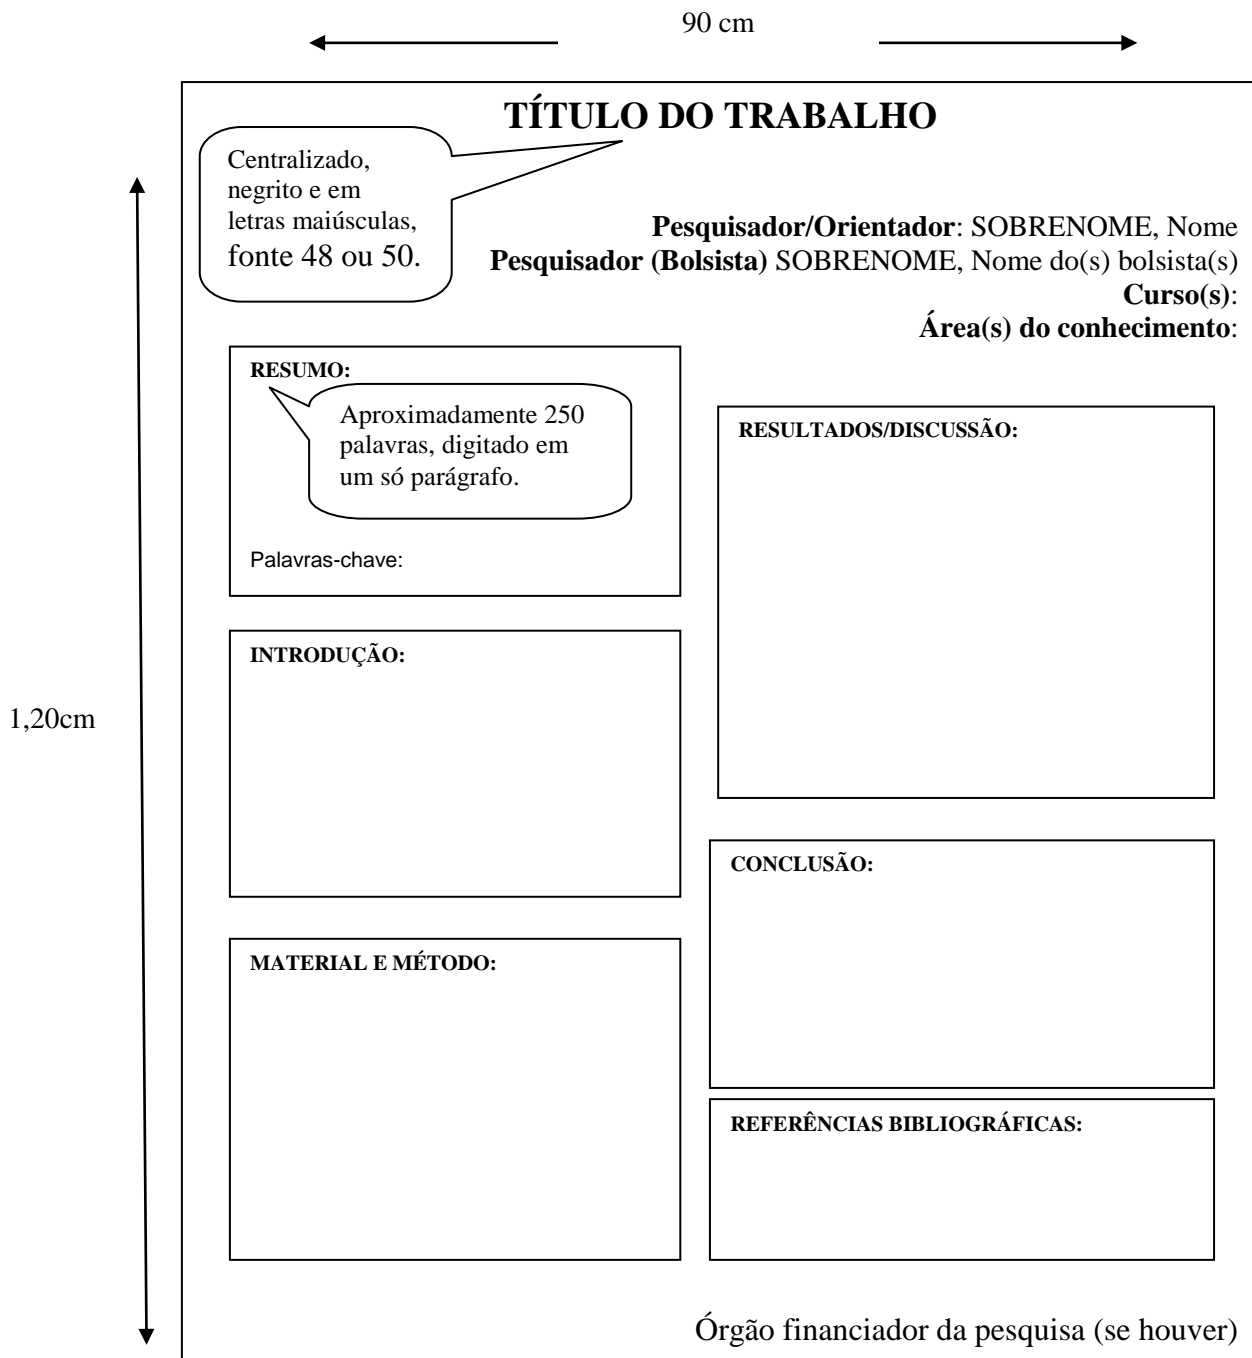 90 cm
TÍTULO DO TRABALHO
Centralizado,
negrito e em
letras maiúsculas,
fonte 48 ou 50.
Pesquisador/Orientador: SOBRENOME, Nome
Pesquisador (Bolsista) SOBRENOME, Nome do(s) bolsista(s)
Curso(s):
Área(s) do conhecimento:
RESUMO:
Aproximadamente 250
palavras, digitado em
um só parágrafo.
Palavras-chave:
INTRODUÇÃO:
1,20cm
MATERIAL E MÉTODO:
RESULTADOS/DISCUSSÃO:
CONCLUSÃO:
REFERÊNCIAS BIBLIOGRÁFICAS:
Órgão financiador da pesquisa (se houver)